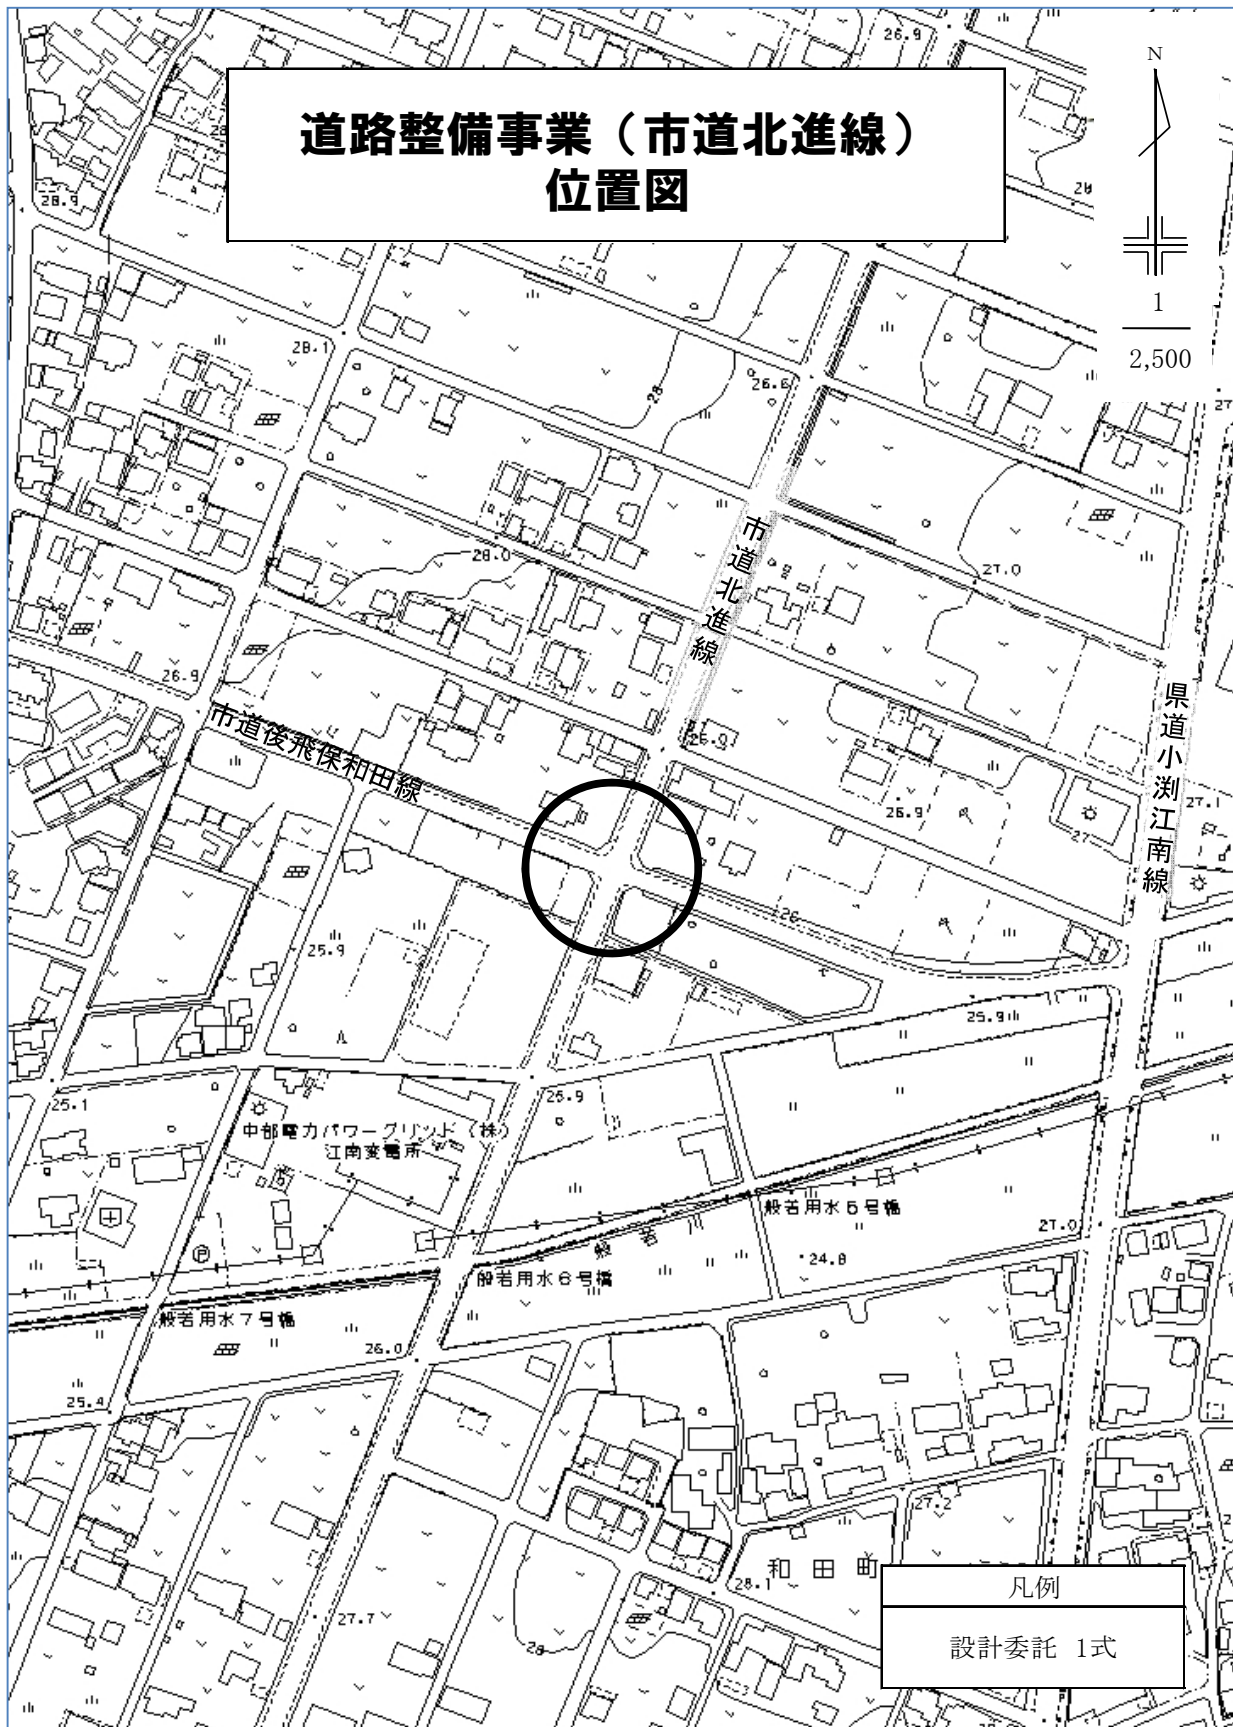 道路整備事業（市道北進線）
位置図
N
1
2,500
26.9
28.9
28.1
28
26.6
28.0
27.0
市道北進線
26.9
市道後飛保和田線
26.9
県道小渕江南線
27.1
27
26
25.9
25.9
25.1
25.9
中部電力パワーグリッド（株）
江南変電所
般若用水5号橋
27.0
24.8
般若川
般若用水6号橋
般若用水7号橋
26.0
25.4
27.2
和田町
28.1
27.7
28
凡例
設計委託 1式